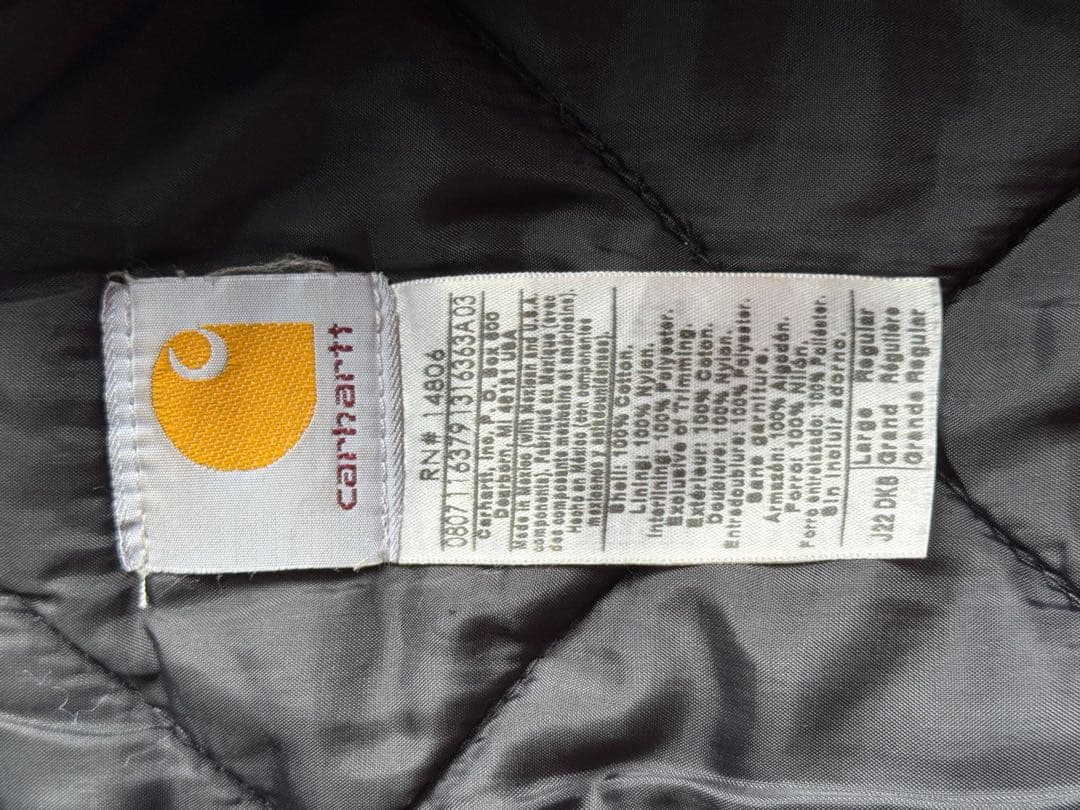 carhartt
RN# 4806
08071163791316363A03
Carhartt, Inc., P. O. Box 600
Dearborn, MI 48121 USA
Made in Mexico (with Mexican and U.S.A.
components). Fabriqué au Mexique (avec
des composants mexicains et américains).
Hecho en México (con componentes
mexicanos y estadounidenses).
Shell: 100% Cotton.
Lining: 100% Nylon.
Interlining: 100% Polyester.
Exclusive of Trimming.
Extérieur: 100% Coton.
Doublure: 100% Nylon.
Entredoublure: 100% Polyester.
Sans garniture.
Armazón: 100% Algodón.
Forro: 100% Nilón.
Forro entrelazado: 100% Poliéster.
Sin incluir adorno.
Large Regular
Grand Régulière
J22 DKB Grande Regular